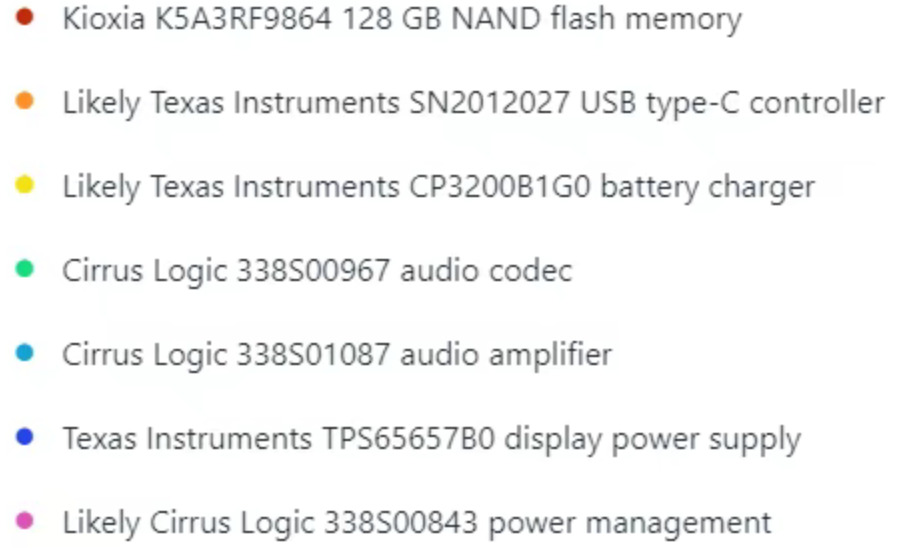 Kioxia K5A3RF9864 128 GB NAND flash memory
Likely Texas Instruments SN2012027 USB type-C controller
Likely Texas Instruments CP3200B1G0 battery charger
Cirrus Logic 338S00967 audio codec
Cirrus Logic 338S01087 audio amplifier
Texas Instruments TPS65657B0 display power supply
Likely Cirrus Logic 338S00843 power management